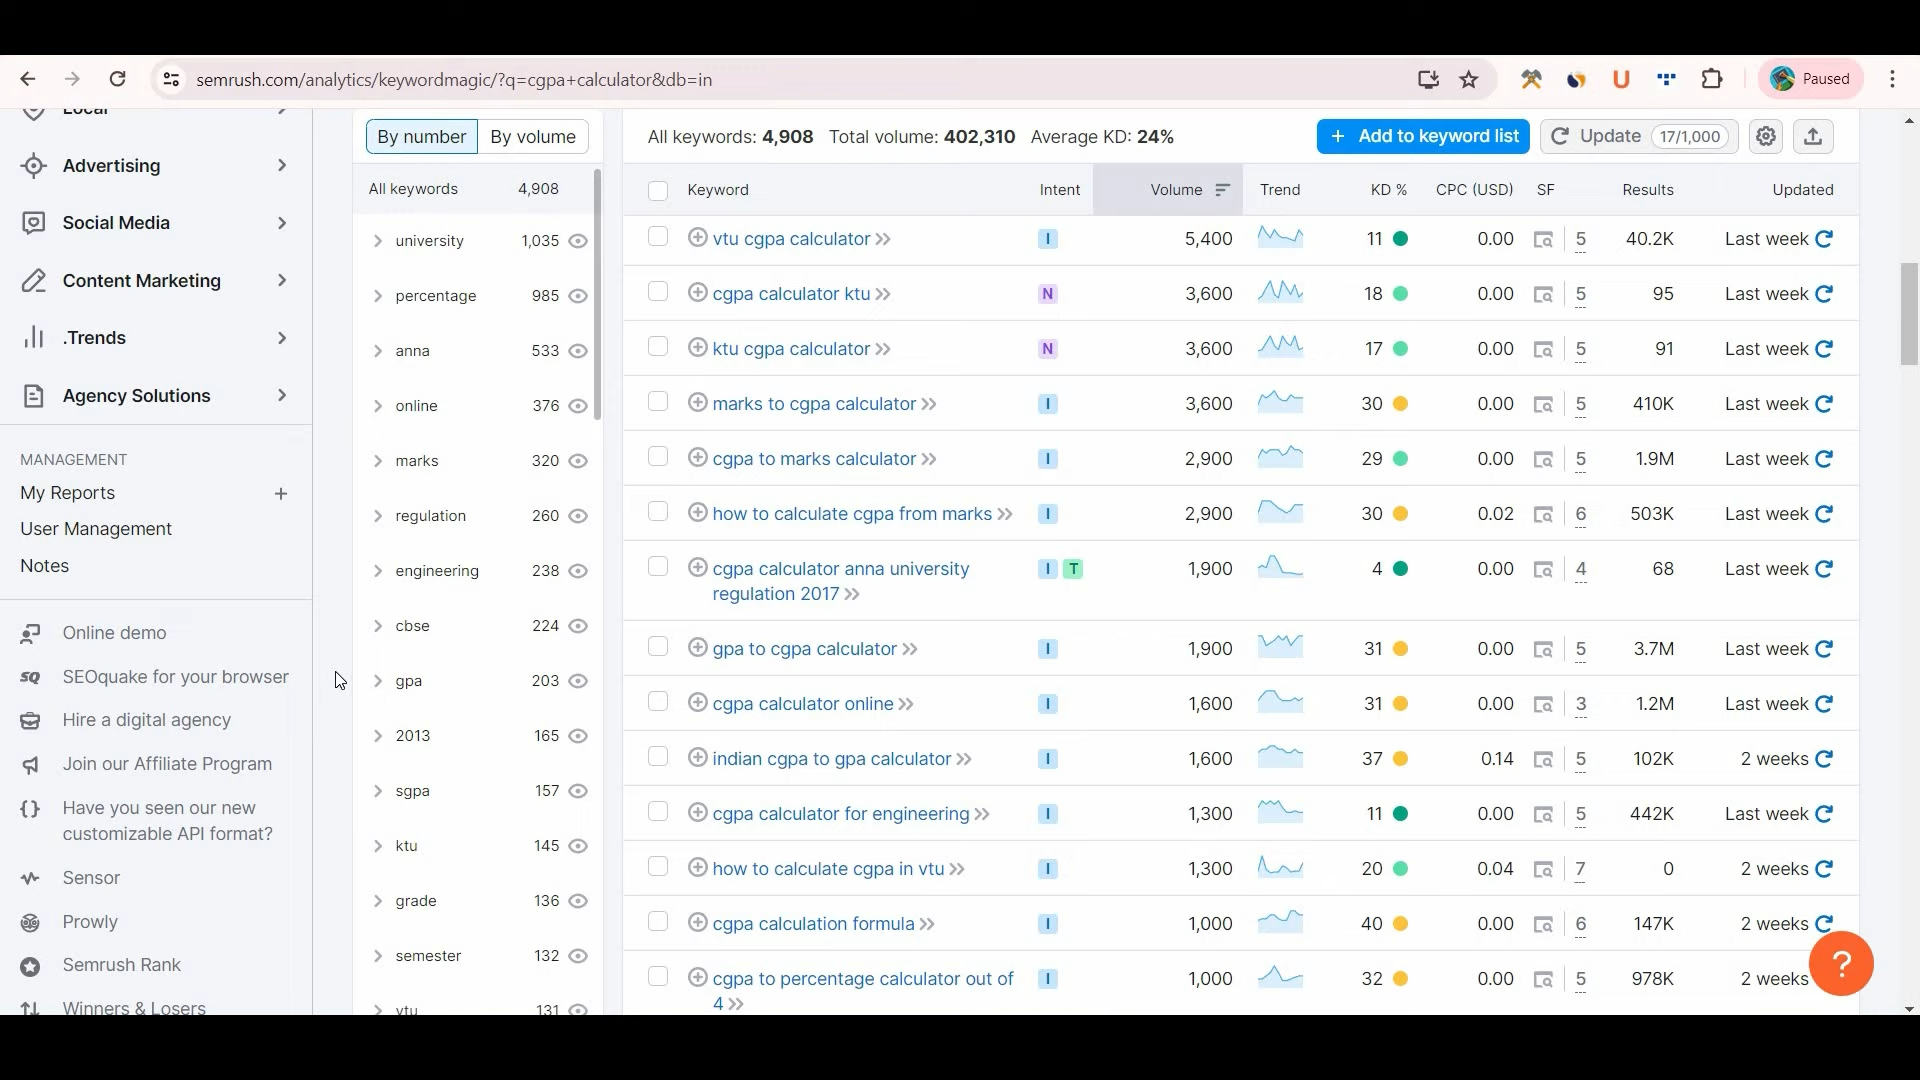 semrush.com/analytics/keywordmagic/?q=cgpa+calculator&db=in
Paused
Local
Advertising
Social Media
Content Marketing
.Trends
Agency Solutions
MANAGEMENT
My Reports
User Management
Notes
Online demo
SEOquake for your browser
Hire a digital agency
Join our Affiliate Program
Have you seen our new
customizable API format?
Sensor
Prowly
Semrush Rank
Winners & Losers
By number By volume
All keywords 4,908
university 1,035
percentage 985
anna 533
online 376
marks 320
regulation 260
engineering 238
cbse 224
gpa 203
2013 165
sgpa 157
ktu 145
grade 136
semester 132
vtu 131
All keywords: 4,908 Total volume: 402,310 Average KD: 24%
+ Add to keyword list Update 17/1,000
Keyword Intent Volume Trend KD % CPC (USD) SF Results Updated
vtu cgpa calculator I 5,400 11 0.00 5 40.2K Last week
cgpa calculator ktu N 3,600 18 0.00 5 95 Last week
ktu cgpa calculator N 3,600 17 0.00 5 91 Last week
marks to cgpa calculator I 3,600 30 0.00 5 410K Last week
cgpa to marks calculator I 2,900 29 0.00 5 1.9M Last week
how to calculate cgpa from marks I 2,900 30 0.02 6 503K Last week
cgpa calculator anna university I T 1,900 4 0.00 4 68 Last week
regulation 2017
gpa to cgpa calculator I 1,900 31 0.00 5 3.7M Last week
cgpa calculator online I 1,600 31 0.00 3 1.2M Last week
indian cgpa to gpa calculator I 1,600 37 0.14 5 102K 2 weeks
cgpa calculator for engineering I 1,300 11 0.00 5 442K Last week
how to calculate cgpa in vtu I 1,300 20 0.04 7 0 2 weeks
cgpa calculation formula I 1,000 40 0.00 6 147K 2 weeks
cgpa to percentage calculator out of I 1,000 32 0.00 5 978K 2 weeks
4
?